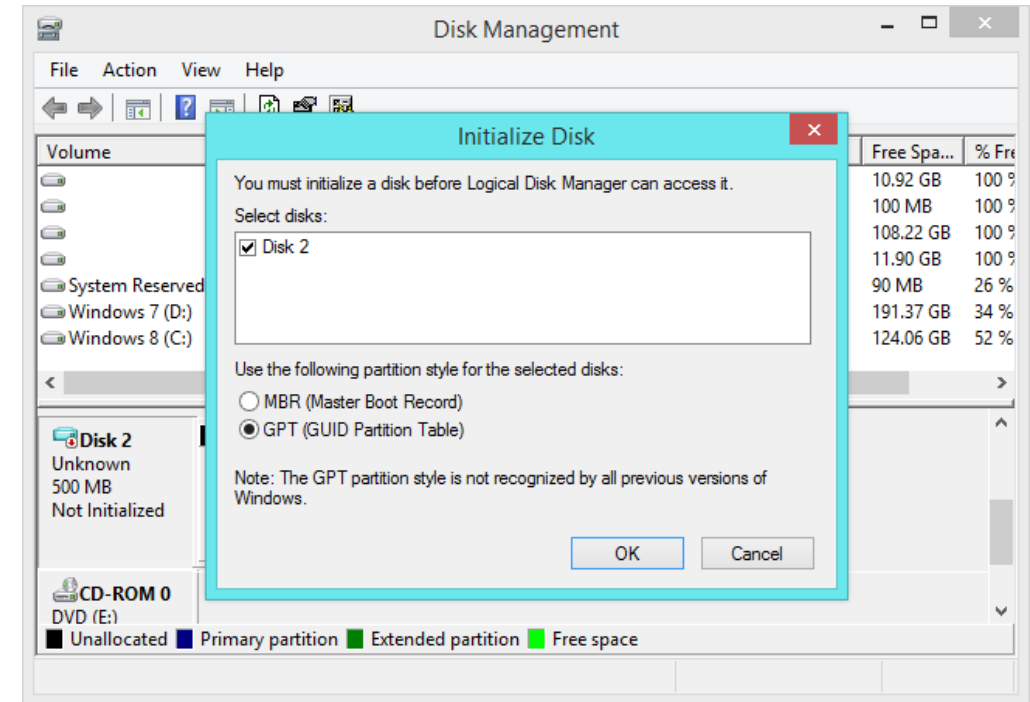 Disk Management
File Action View Help
Initialize Disk
Volume Free Spa... % Fre
You must initialize a disk before Logical Disk Manager can access it.
10.92 GB 100 %
Select disks:
100 MB 100 %
Disk 2
108.22 GB 100 %
11.90 GB 100 %
System Reserved 90 MB 26 %
Windows 7 (D:) 191.37 GB 34 %
Windows 8 (C:) 124.06 GB 52 %
Use the following partition style for the selected disks:
MBR (Master Boot Record)
GPT (GUID Partition Table)
Note: The GPT partition style is not recognized by all previous versions of
Windows.
OK Cancel
Disk 2
Unknown
500 MB
Not Initialized
CD-ROM 0
DVD (E:)
Unallocated Primary partition Extended partition Free space